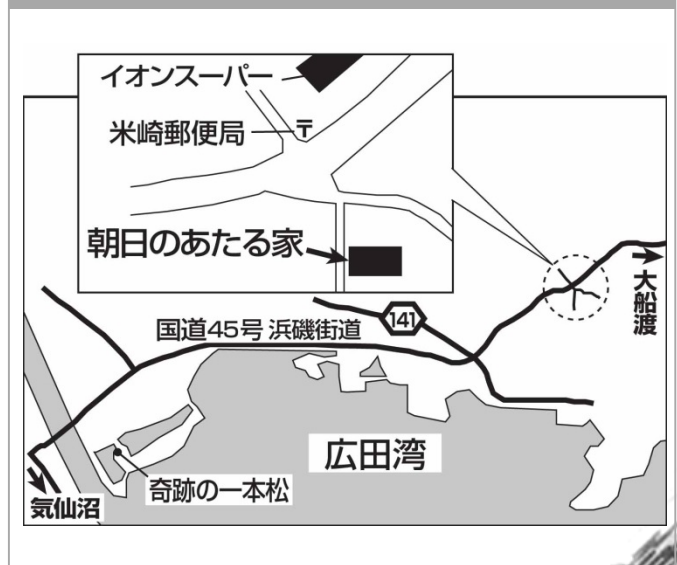 イオンスーパー
米崎郵便局
〒
朝日のあたる家
大船渡
141
国道45号 浜磯街道
広田湾
奇跡の一本松
気仙沼